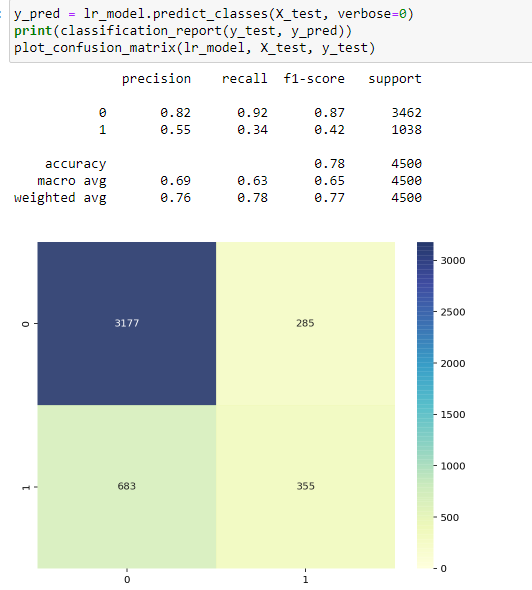 y_pred = lr_model.predict_classes(X_test, verbose=0)
print(classification_report(y_test, y_pred))
plot_confusion_matrix(lr_model, X_test, y_test)
precision recall f1-score support
0 0.82 0.92 0.87 3462
1 0.55 0.34 0.42 1038
accuracy 0.78 4500
macro avg 0.69 0.63 0.65 4500
weighted avg 0.76 0.78 0.77 4500
3000
0 3177 285
2500
2000
1500
1000
1 683 355
500
0
0 1